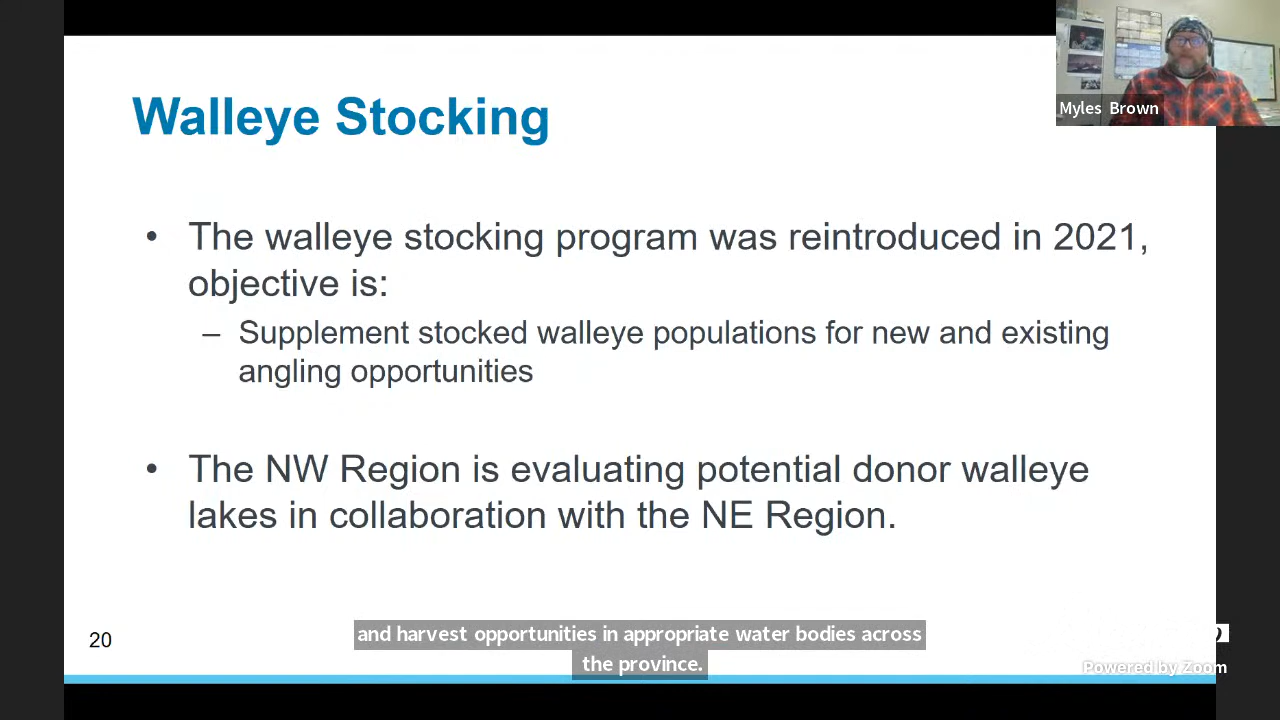 Myles Brown
Walleye Stocking
• The walleye stocking program was reintroduced in 2021,
objective is:
– Supplement stocked walleye populations for new and existing
angling opportunities
• The NW Region is evaluating potential donor walleye
lakes in collaboration with the NE Region.
20
and harvest opportunities in appropriate water bodies across
the province.
Powered by Zoom